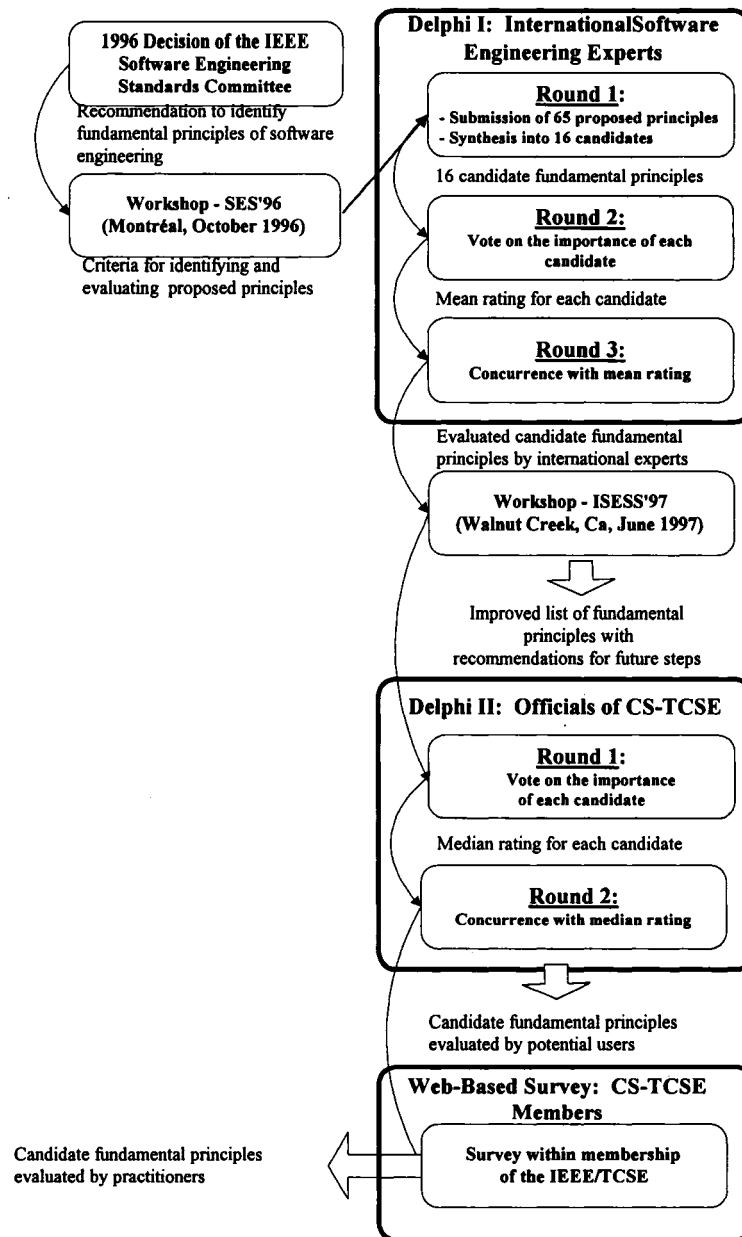 1996 Decision of the IEEE
Software Engineering
Standards Committee
Recommendation to identify
fundamental principles of software
engineering
Workshop - SES'96
(Montréal, October 1996)
Criteria for identifying and
evaluating proposed principles
Delphi I: InternationalSoftware
Engineering Experts
Round 1:
- Submission of 65 proposed principles
- Synthesis into 16 candidates
16 candidate fundamental principles
Round 2:
Vote on the importance of each
candidate
Mean rating for each candidate
Round 3:
Concurrence with mean rating
Evaluated candidate fundamental
principles by international experts
Workshop - ISESS'97
(Walnut Creek, Ca, June 1997)
Improved list of fundamental
principles with
recommendations for future steps
Delphi II: Officials of CS-TCSE
Round 1:
Vote on the importance
of each candidate
Median rating for each candidate
Round 2:
Concurrence with median rating
Candidate fundamental principles
evaluated by potential users
Web-Based Survey: CS-TCSE
Members
Survey within membership
of the IEEE/TCSE
Candidate fundamental principles
evaluated by practitioners